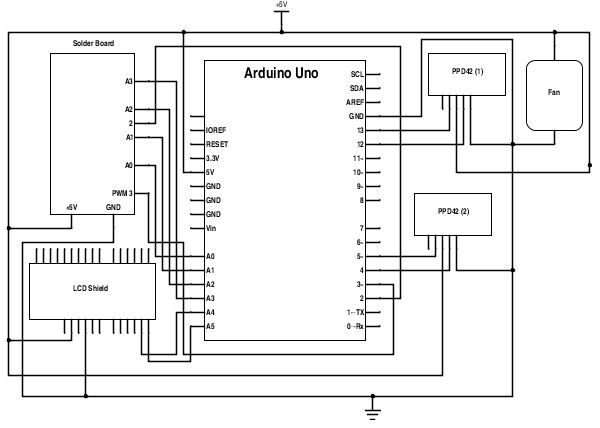 +5V
Solder Board
A3
A2
2
A1
A0
PWM 3
+5V
GND
Arduino Uno
SCL
SDA
AREF
GND
IOREF
13
RESET
12
3.3V
11~
5V
10~
GND
9~
GND
8
GND
Vin
7
6~
A0
5~
A1
4
A2
3~
A3
2
A4
1→TX
A5
0→Rx
PPD42 (1)
Fan
PPD42 (2)
LCD Shield